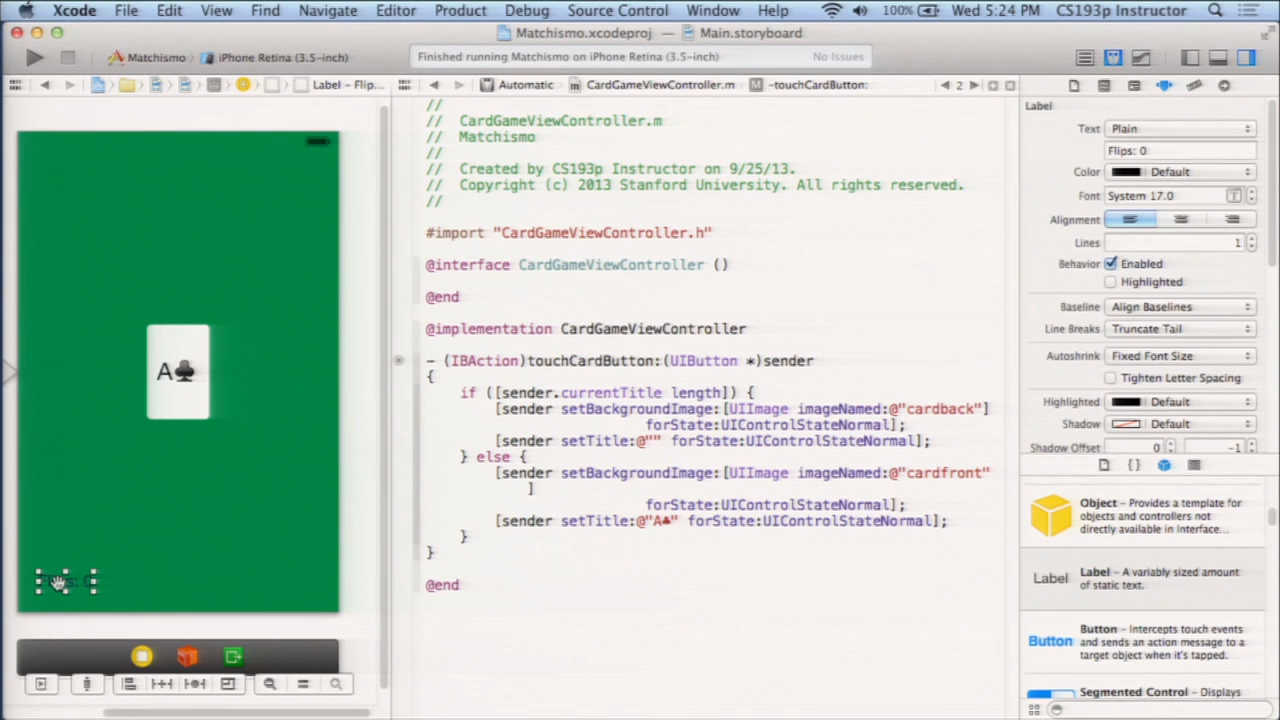 Xcode File Edit View Find Navigate Editor Product Debug Source Control Window Help 100% Wed 5:24 PM CS193p Instructor
Matchismo.xcodeproj — Main.storyboard
Matchismo iPhone Retina (3.5-inch) Finished running Matchismo on iPhone Retina (3.5-inch) No Issues
Label – Flip... Automatic CardGameViewController.m M -touchCardButton: 2
//
// CardGameViewController.m
// Matchismo
//
// Created by CS193p Instructor on 9/25/13.
// Copyright (c) 2013 Stanford University. All rights reserved.
//
#import "CardGameViewController.h"
@interface CardGameViewController ()
@end
@implementation CardGameViewController
- (IBAction)touchCardButton:(UIButton *)sender
{
if ([sender.currentTitle length]) {
[sender setBackgroundImage:[UIImage imageNamed:@"cardback"]
forState:UIControlStateNormal];
[sender setTitle:@"" forState:UIControlStateNormal];
} else {
[sender setBackgroundImage:[UIImage imageNamed:@"cardfront"
]
forState:UIControlStateNormal];
[sender setTitle:@"A♣" forState:UIControlStateNormal];
}
}
@end
A♣
Label
Text Plain
Flips: 0
Color Default
Font System 17.0
Alignment
Lines 1
Behavior Enabled
Highlighted
Baseline Align Baselines
Line Breaks Truncate Tail
Autoshrink Fixed Font Size
Tighten Letter Spacing
Highlighted Default
Shadow Default
Shadow Offset 0 -1
{ }
Object – Provides a template for
objects and controllers not
directly available in Interface...
Label Label – A variably sized amount
of static text.
Button Button – Intercepts touch events
and sends an action message to a
target object when it's tapped.
Segmented Control – Displays